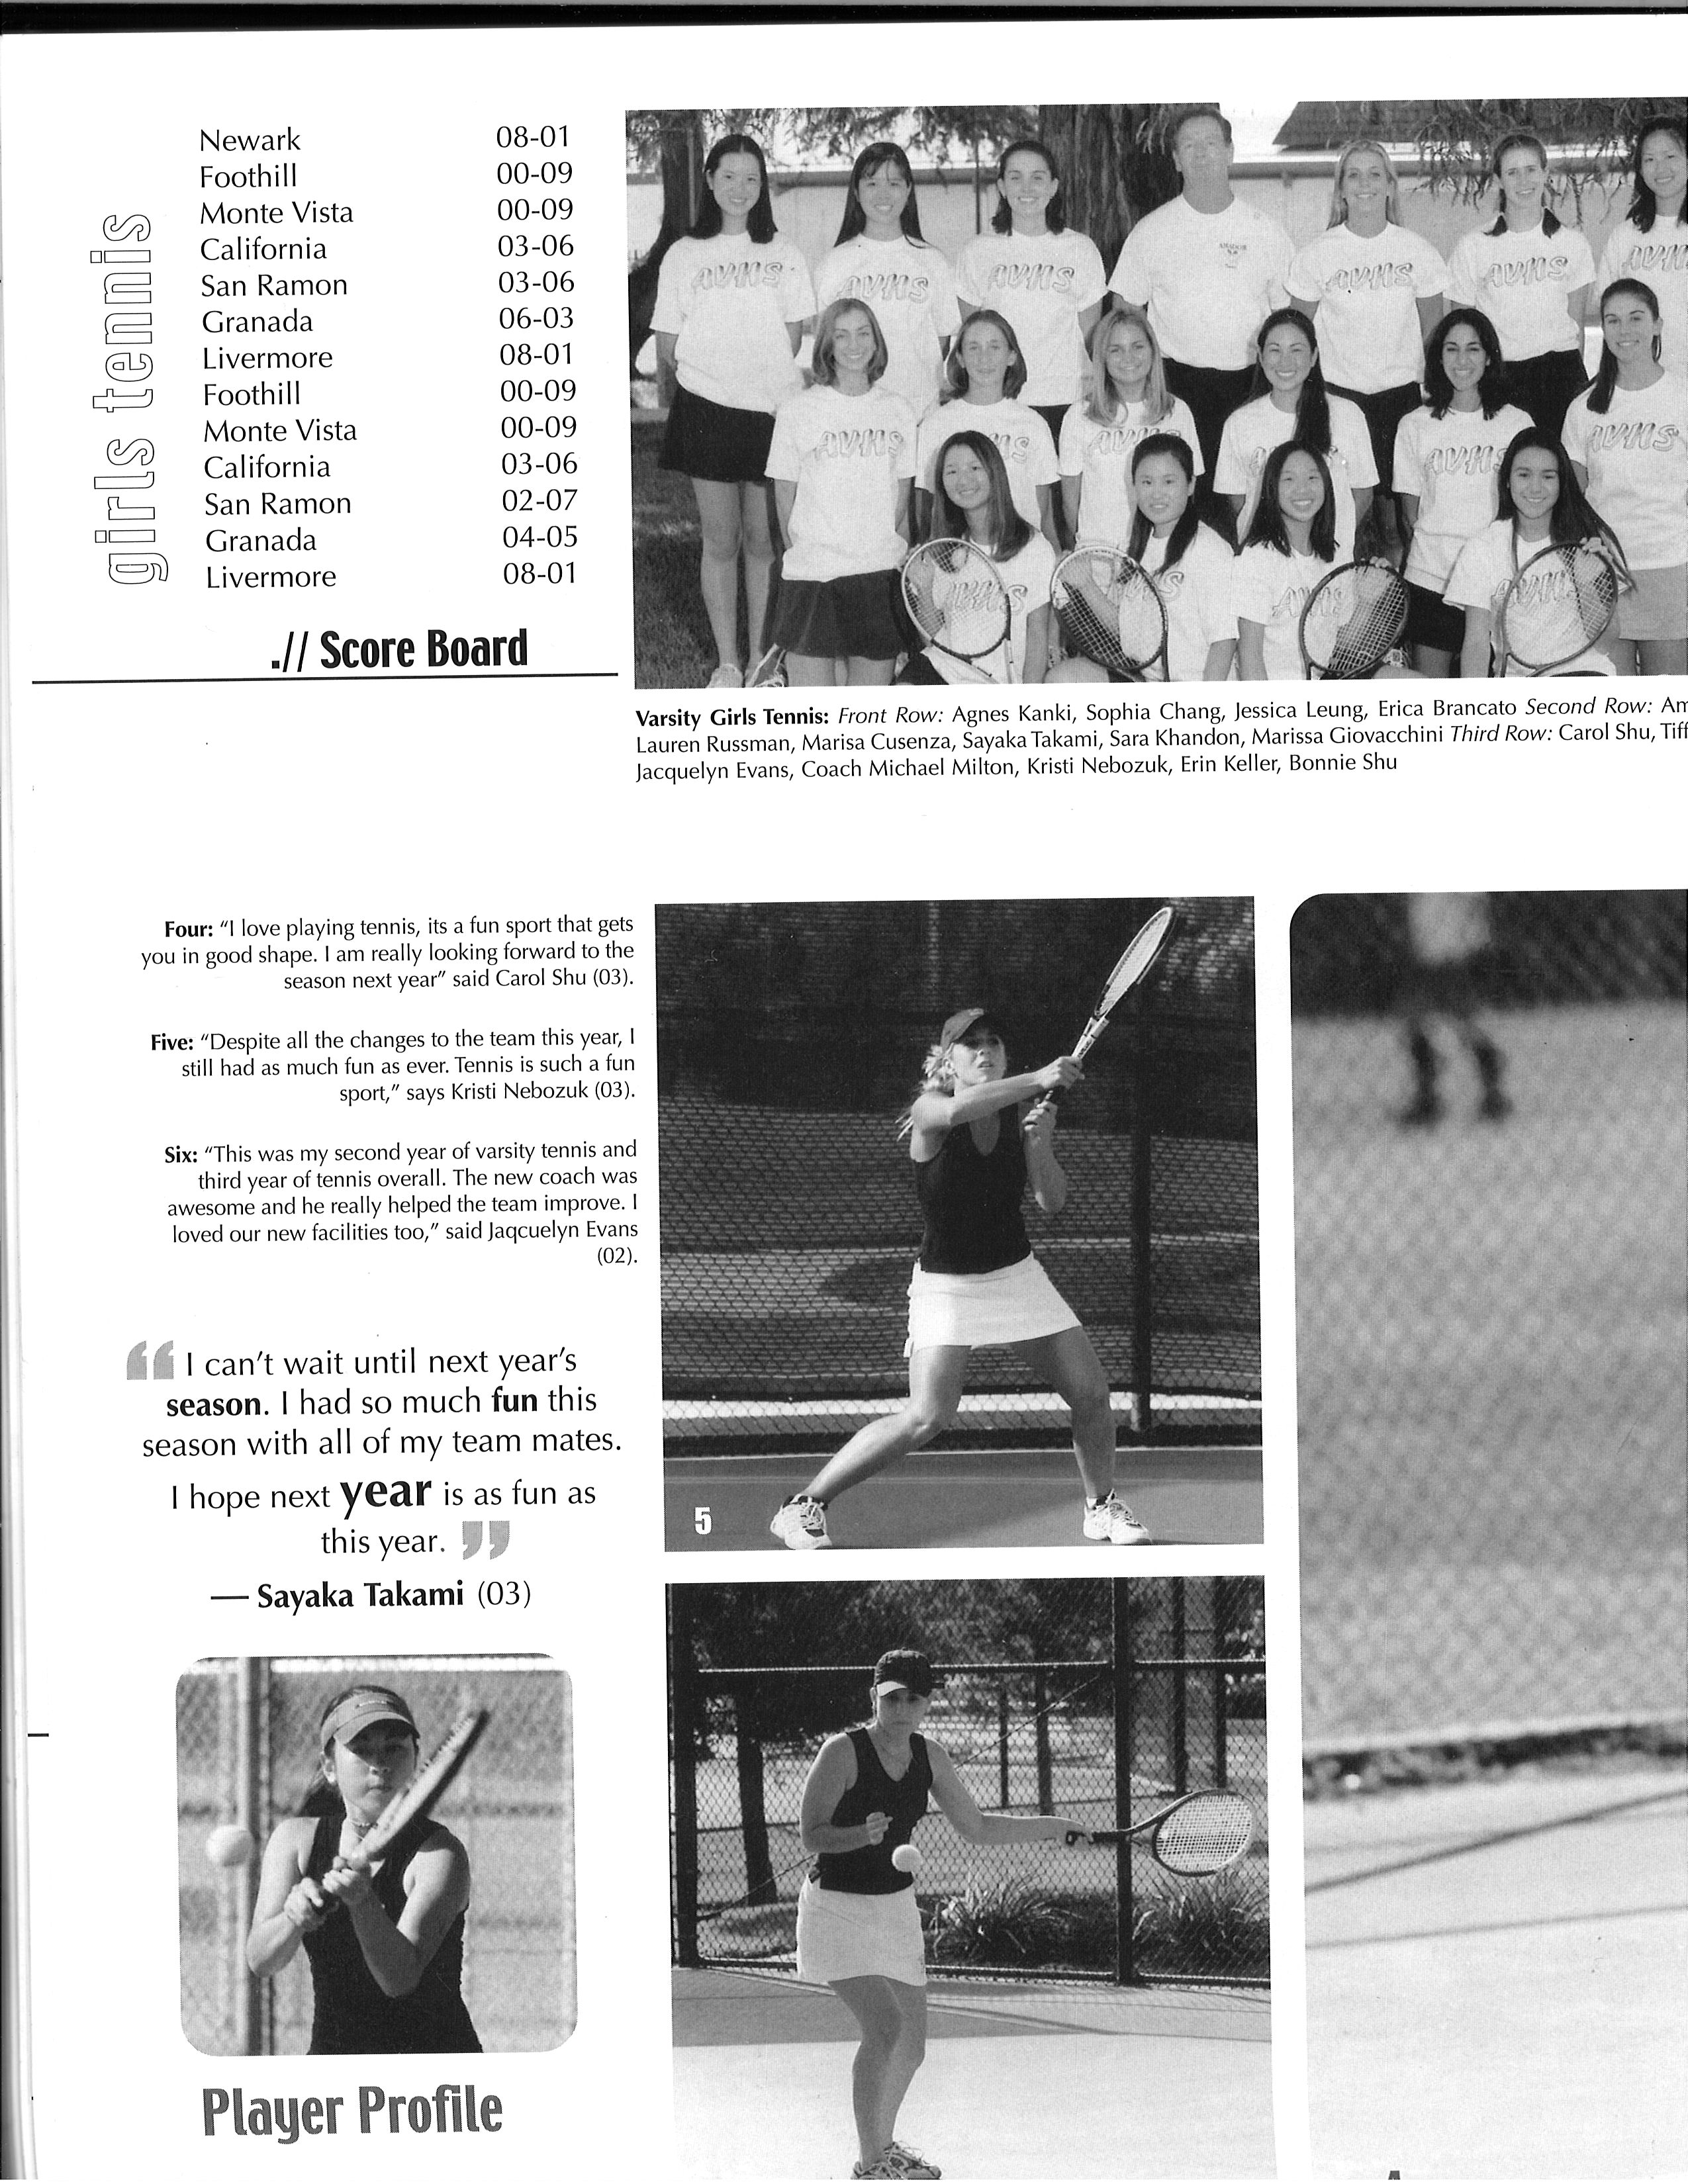 girls tennis
Newark 08-01
Foothill 00-09
Monte Vista 00-09
California 03-06
San Ramon 03-06
Granada 06-03
Livermore 08-01
Foothill 00-09
Monte Vista 00-09
California 03-06
San Ramon 02-07
Granada 04-05
Livermore 08-01
.// Score Board
AVHS AVHS AVHS AMADOR AVHS AVHS
AVHS AVHS
Varsity Girls Tennis: Front Row: Agnes Kanki, Sophia Chang, Jessica Leung, Erica Brancato Second Row: Am
Lauren Russman, Marisa Cusenza, Sayaka Takami, Sara Khandon, Marissa Giovacchini Third Row: Carol Shu, Tiff
Jacquelyn Evans, Coach Michael Milton, Kristi Nebozuk, Erin Keller, Bonnie Shu
Four: “I love playing tennis, its a fun sport that gets
you in good shape. I am really looking forward to the
season next year” said Carol Shu (03).
Five: “Despite all the changes to the team this year, I
still had as much fun as ever. Tennis is such a fun
sport,” says Kristi Nebozuk (03).
Six: “This was my second year of varsity tennis and
third year of tennis overall. The new coach was
awesome and he really helped the team improve. I
loved our new facilities too,” said Jaqcuelyn Evans
(02).
“ I can’t wait until next year’s
season. I had so much fun this
season with all of my team mates.
I hope next year is as fun as
this year. ”
— Sayaka Takami (03)
5
Player Profile